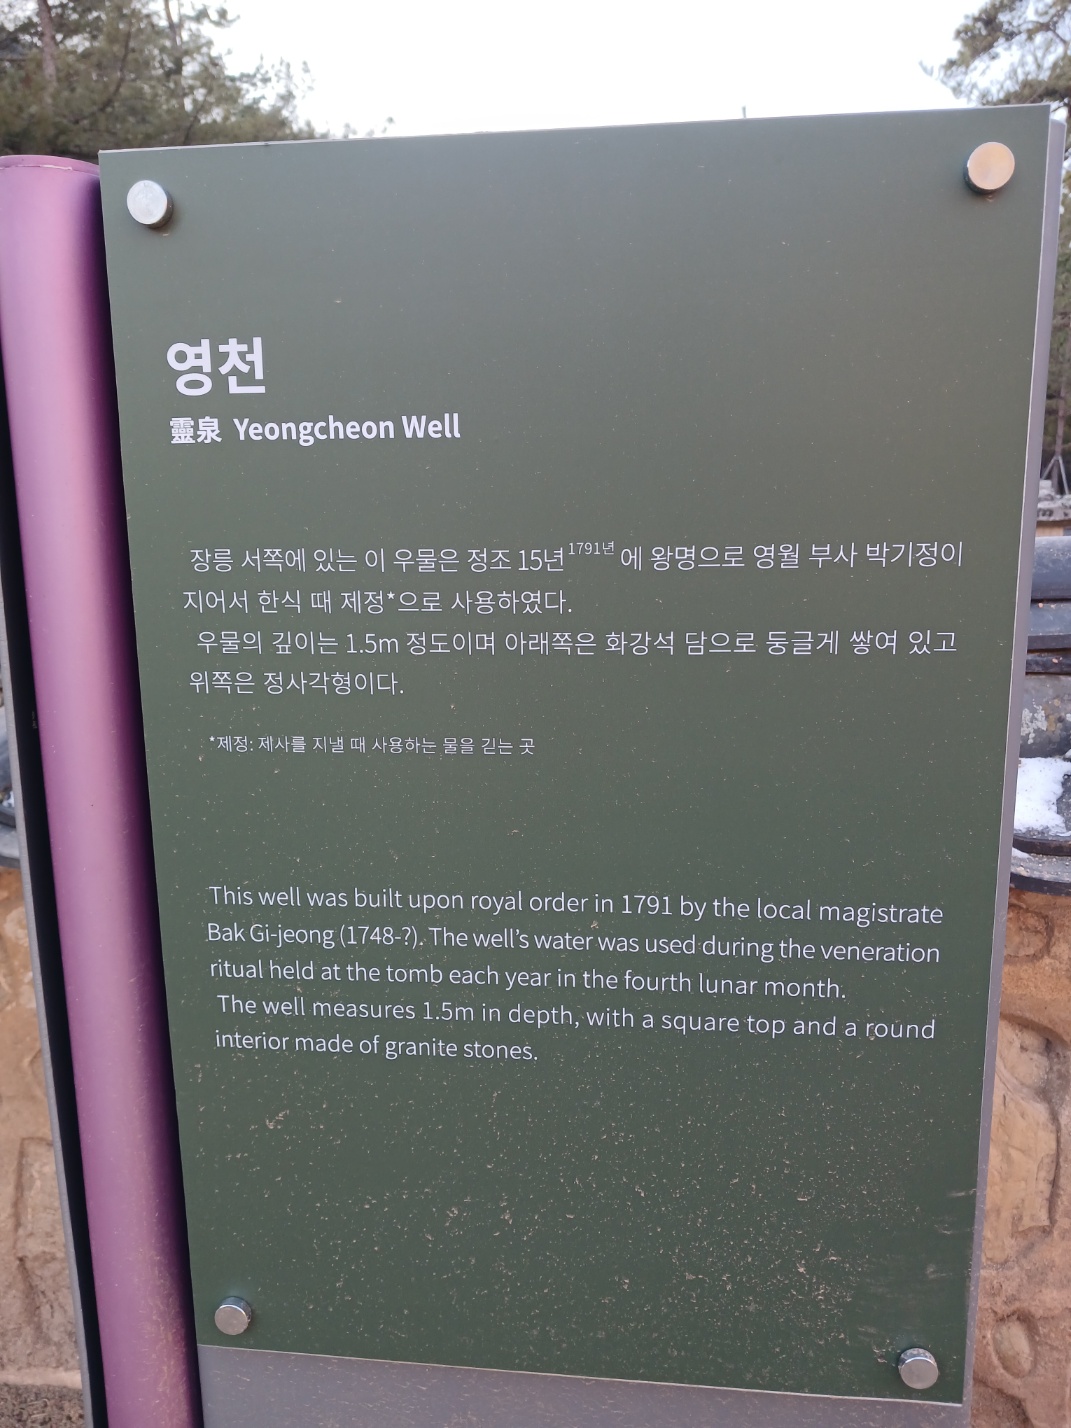 영천
靈泉 Yeongcheon Well
장릉 서쪽에 있는 이 우물은 정조 15년1791년에 왕명으로 영월 부사 박기정이
지어서 한식 때 제정*으로 사용하였다.
우물의 깊이는 1.5m 정도이며 아래쪽은 화강석 담으로 둥글게 쌓여 있고
위쪽은 정사각형이다.
*제정: 제사를 지낼 때 사용하는 물을 긷는 곳
This well was built upon royal order in 1791 by the local magistrate
Bak Gi-jeong (1748-?). The well's water was used during the veneration
ritual held at the tomb each year in the fourth lunar month.
The well measures 1.5m in depth, with a square top and a round
interior made of granite stones.